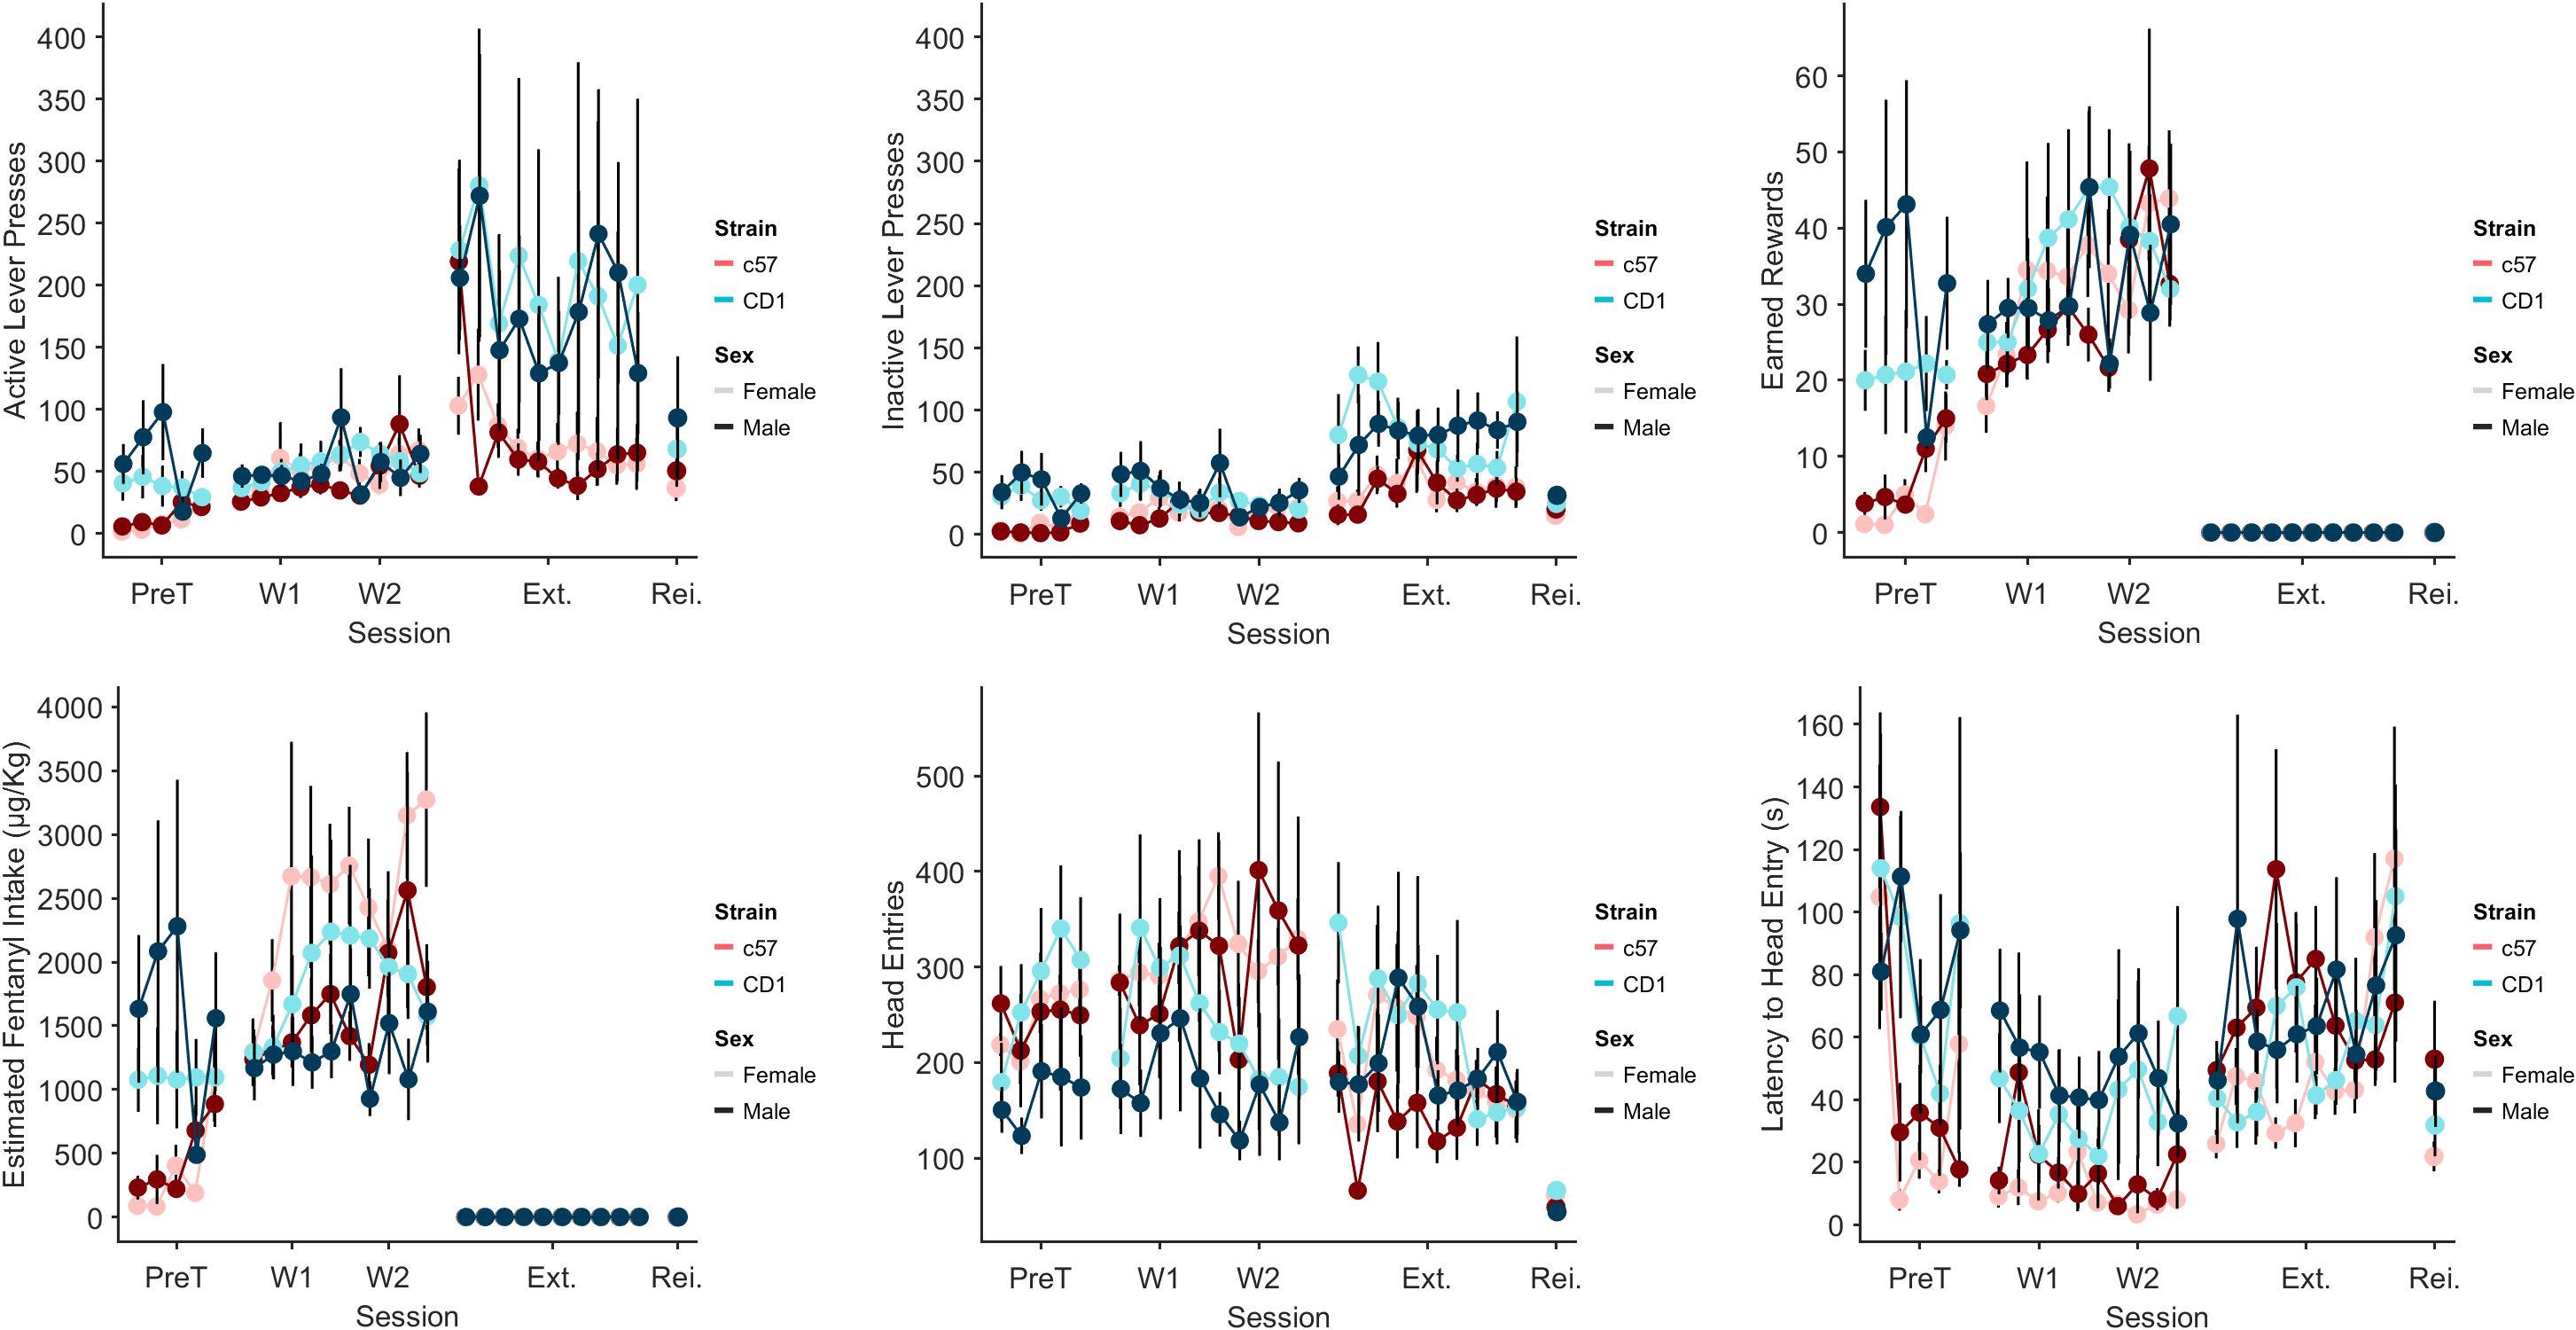 Active Lever Presses
400
350
300
250
200
150
100
50
0
PreT W1 W2 Ext. Rei.
Session
Strain
c57
CD1
Sex
Female
Male
Inactive Lever Presses
400
350
300
250
200
150
100
50
0
PreT W1 W2 Ext. Rei.
Session
Strain
c57
CD1
Sex
Female
Male
Earned Rewards
60
50
40
30
20
10
0
PreT W1 W2 Ext. Rei.
Session
Strain
c57
CD1
Sex
Female
Male
Estimated Fentanyl Intake (µg/Kg)
4000
3500
3000
2500
2000
1500
1000
500
0
PreT W1 W2 Ext. Rei.
Session
Strain
c57
CD1
Sex
Female
Male
Head Entries
500
400
300
200
100
PreT W1 W2 Ext. Rei.
Session
Strain
c57
CD1
Sex
Female
Male
Latency to Head Entry (s)
160
140
120
100
80
60
40
20
0
PreT W1 W2 Ext. Rei.
Session
Strain
c57
CD1
Sex
Female
Male